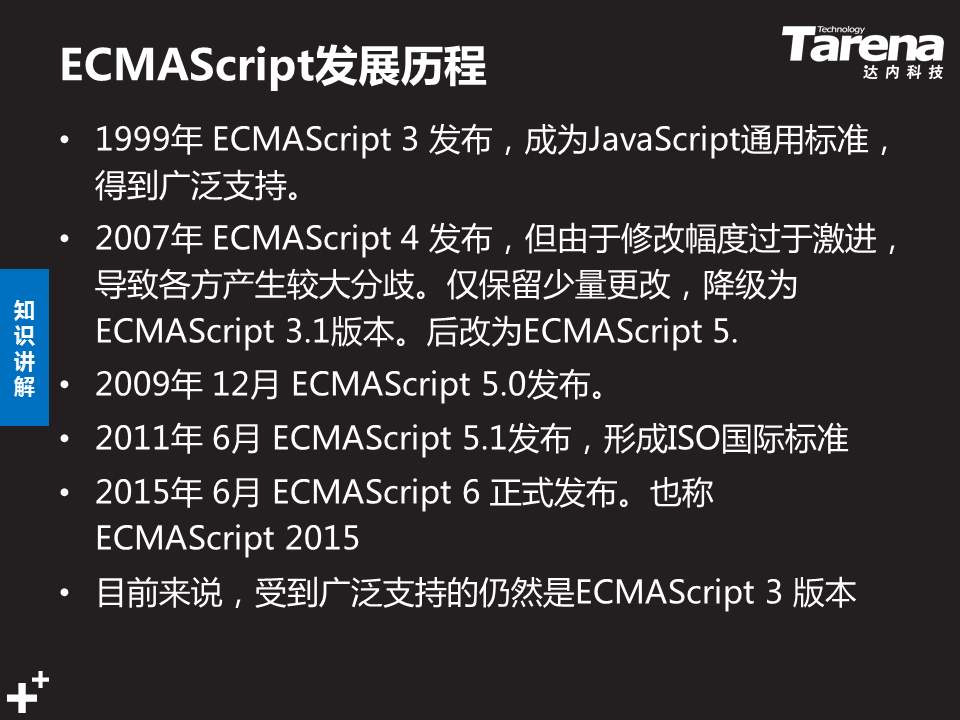 ECMAScript发展历程
Technology
Tarena
达内科技
• 1999年 ECMAScript 3 发布，成为JavaScript通用标准，
得到广泛支持。
• 2007年 ECMAScript 4 发布，但由于修改幅度过于激进，
导致各方产生较大分歧。仅保留少量更改，降级为
ECMAScript 3.1版本。后改为ECMAScript 5.
• 2009年 12月 ECMAScript 5.0发布。
• 2011年 6月 ECMAScript 5.1发布，形成ISO国际标准
• 2015年 6月 ECMAScript 6 正式发布。也称
ECMAScript 2015
• 目前来说，受到广泛支持的仍然是ECMAScript 3 版本
知
识
讲
解